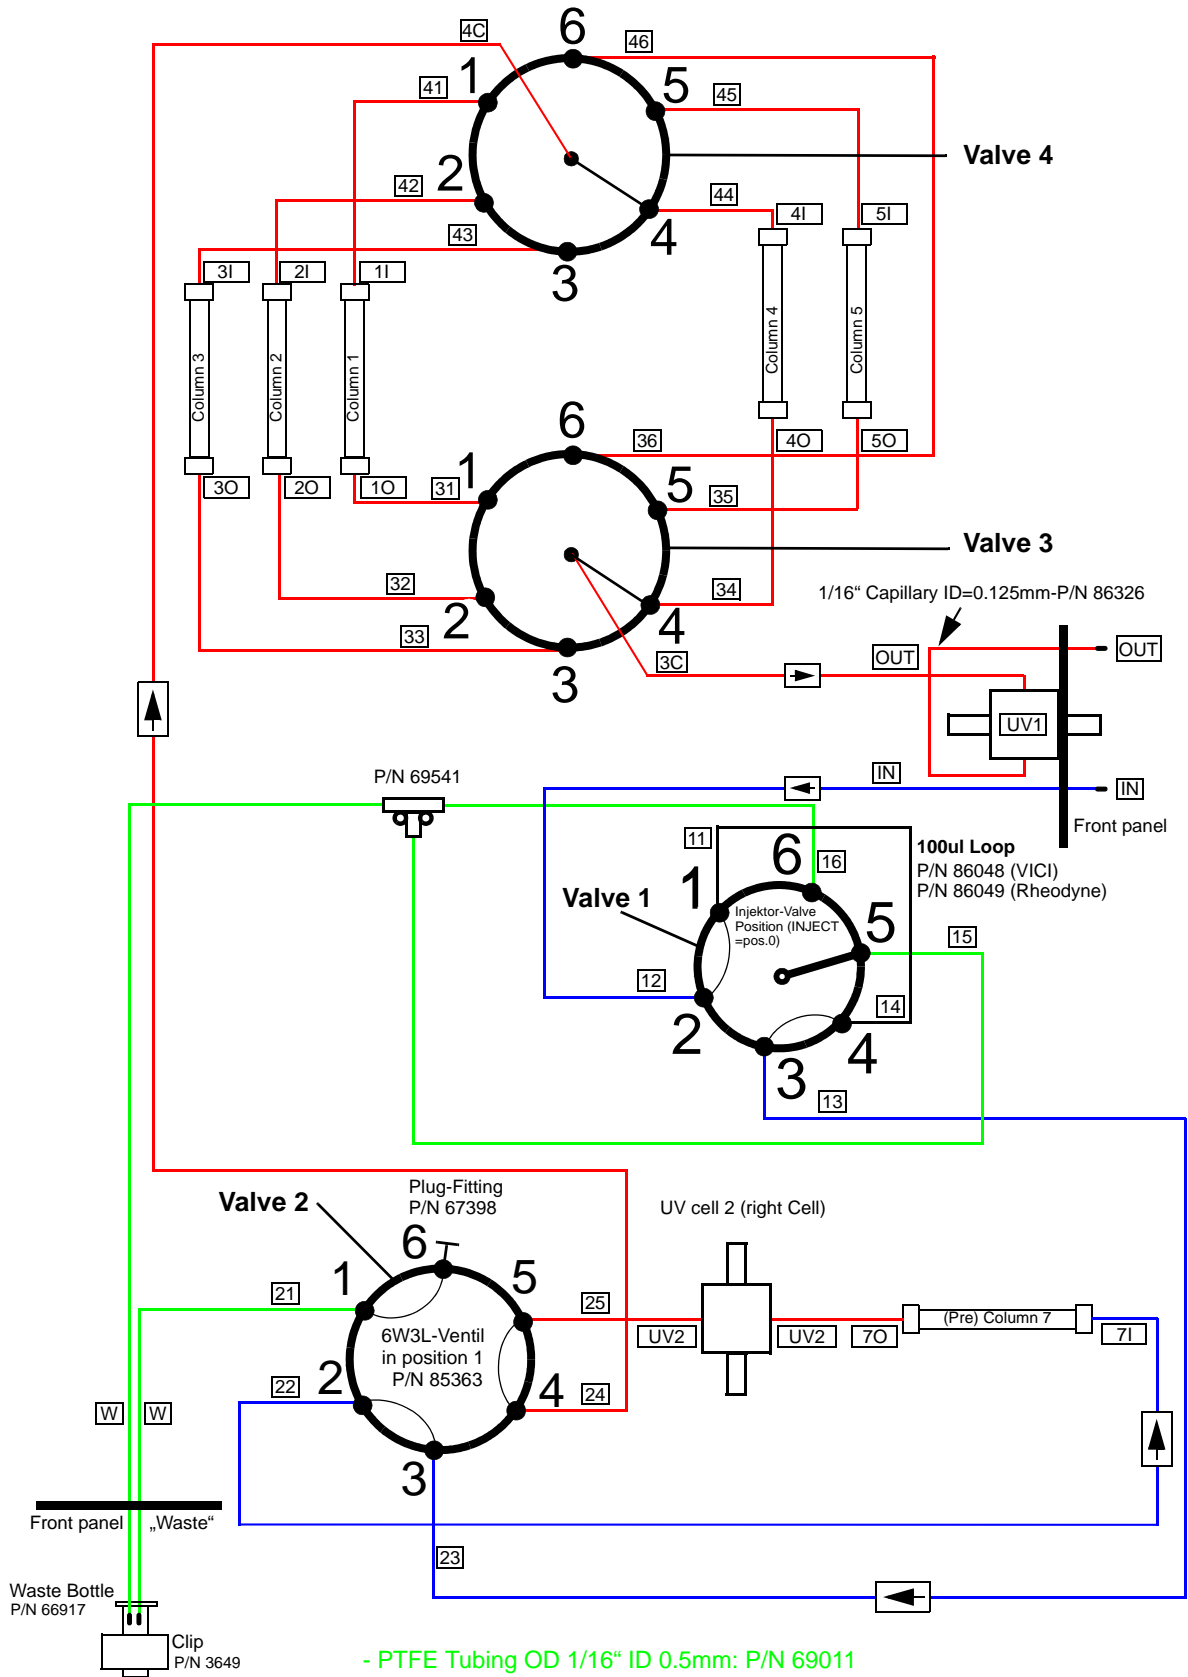 4C
6
46
1
41
5
45
Valve 4
2
42
44
4I
5I
43
4
3I
2I
1I
3
Column 3
Column 2
Column 1
Column 4
Column 5
6
36
4O
5O
1
5
3O
2O
1O
31
35
Valve 3
32
34
1/16“ Capillary ID=0.125mm-P/N 86326
2
4
33
3C
OUT
OUT
3
UV1
P/N 69541
IN
IN
Front panel
11
6
16
100ul Loop
P/N 86048 (VICI)
P/N 86049 (Rheodyne)
Valve 1
1
Injektor-Valve
Position (INJECT
=pos.0)
5
15
12
14
2
4
3
13
Plug-Fitting
P/N 67398
Valve 2
UV cell 2 (right Cell)
6
1
5
21
25
6W3L-Ventil
in position 1
P/N 85363
UV2
UV2
7O
(Pre) Column 7
7I
2
22
4
24
W
W
3
Front panel
„Waste“
23
Waste Bottle
P/N 66917
Clip
P/N 3649
- PTFE Tubing OD 1/16“ ID 0.5mm: P/N 69011